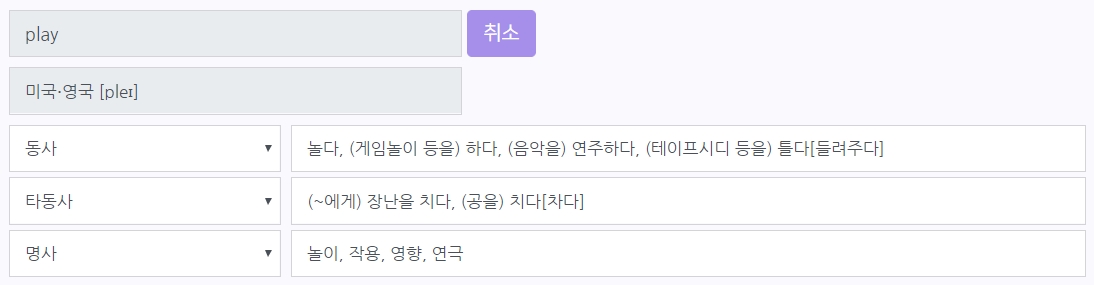 play 취소
미국·영국 [pleɪ]
동사 놀다, (게임놀이 등을) 하다, (음악을) 연주하다, (테이프시디 등을) 틀다[들려주다]
타동사 (~에게) 장난을 치다, (공을) 치다[차다]
명사 놀이, 작용, 영향, 연극